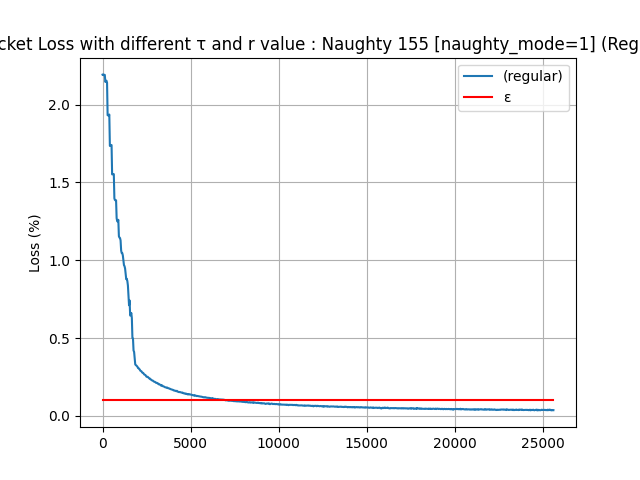 cket Loss with different τ and r value : Naughty 155 [naughty_mode=1] (Reg
(regular)
ε
Loss (%)
2.0
1.5
1.0
0.5
0.0
0 5000 10000 15000 20000 25000